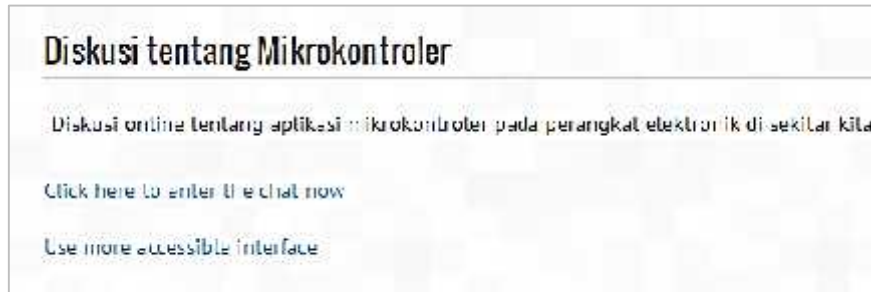 Diskusi tentang Mikrokontroler
Diskusi online tentang aplikasi mikrokontroler pada perangkat elektronik di sekitar kita
Click here to enter the chat now
Use more accessible interface